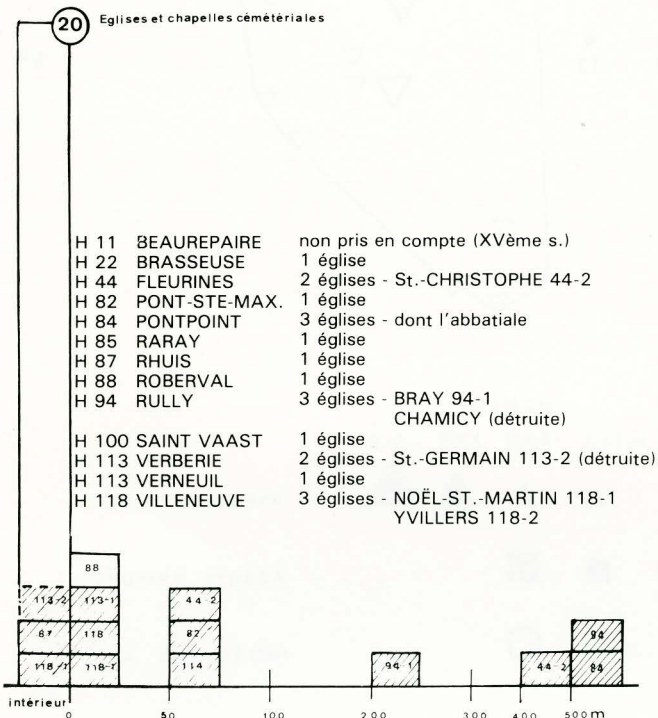 20 Eglises et chapelles cémétériales
H 11 BEAUREPAIRE non pris en compte (XVème s.)
H 22 BRASSEUSE 1 église
H 44 FLEURINES 2 églises - St.-CHRISTOPHE 44-2
H 82 PONT-STE-MAX. 1 église
H 84 PONTPOINT 3 églises - dont l'abbatiale
H 85 RARAY 1 église
H 87 RHUIS 1 église
H 88 ROBERVAL 1 église
H 94 RULLY 3 églises - BRAY 94-1
CHAMICY (détruite)
H 100 SAINT VAAST 1 église
H 113 VERBERIE 2 églises - St.-GERMAIN 113-2 (détruite)
H 113 VERNEUIL 1 église
H 118 VILLENEUVE 3 églises - NOËL-ST.-MARTIN 118-1
YVILLERS 118-2
88
113-2 113-1 44-2
87 118 82 94
118-1 118-1 114 94-1 44-2 84
intérieur
0 50 100 200 300 400 500m